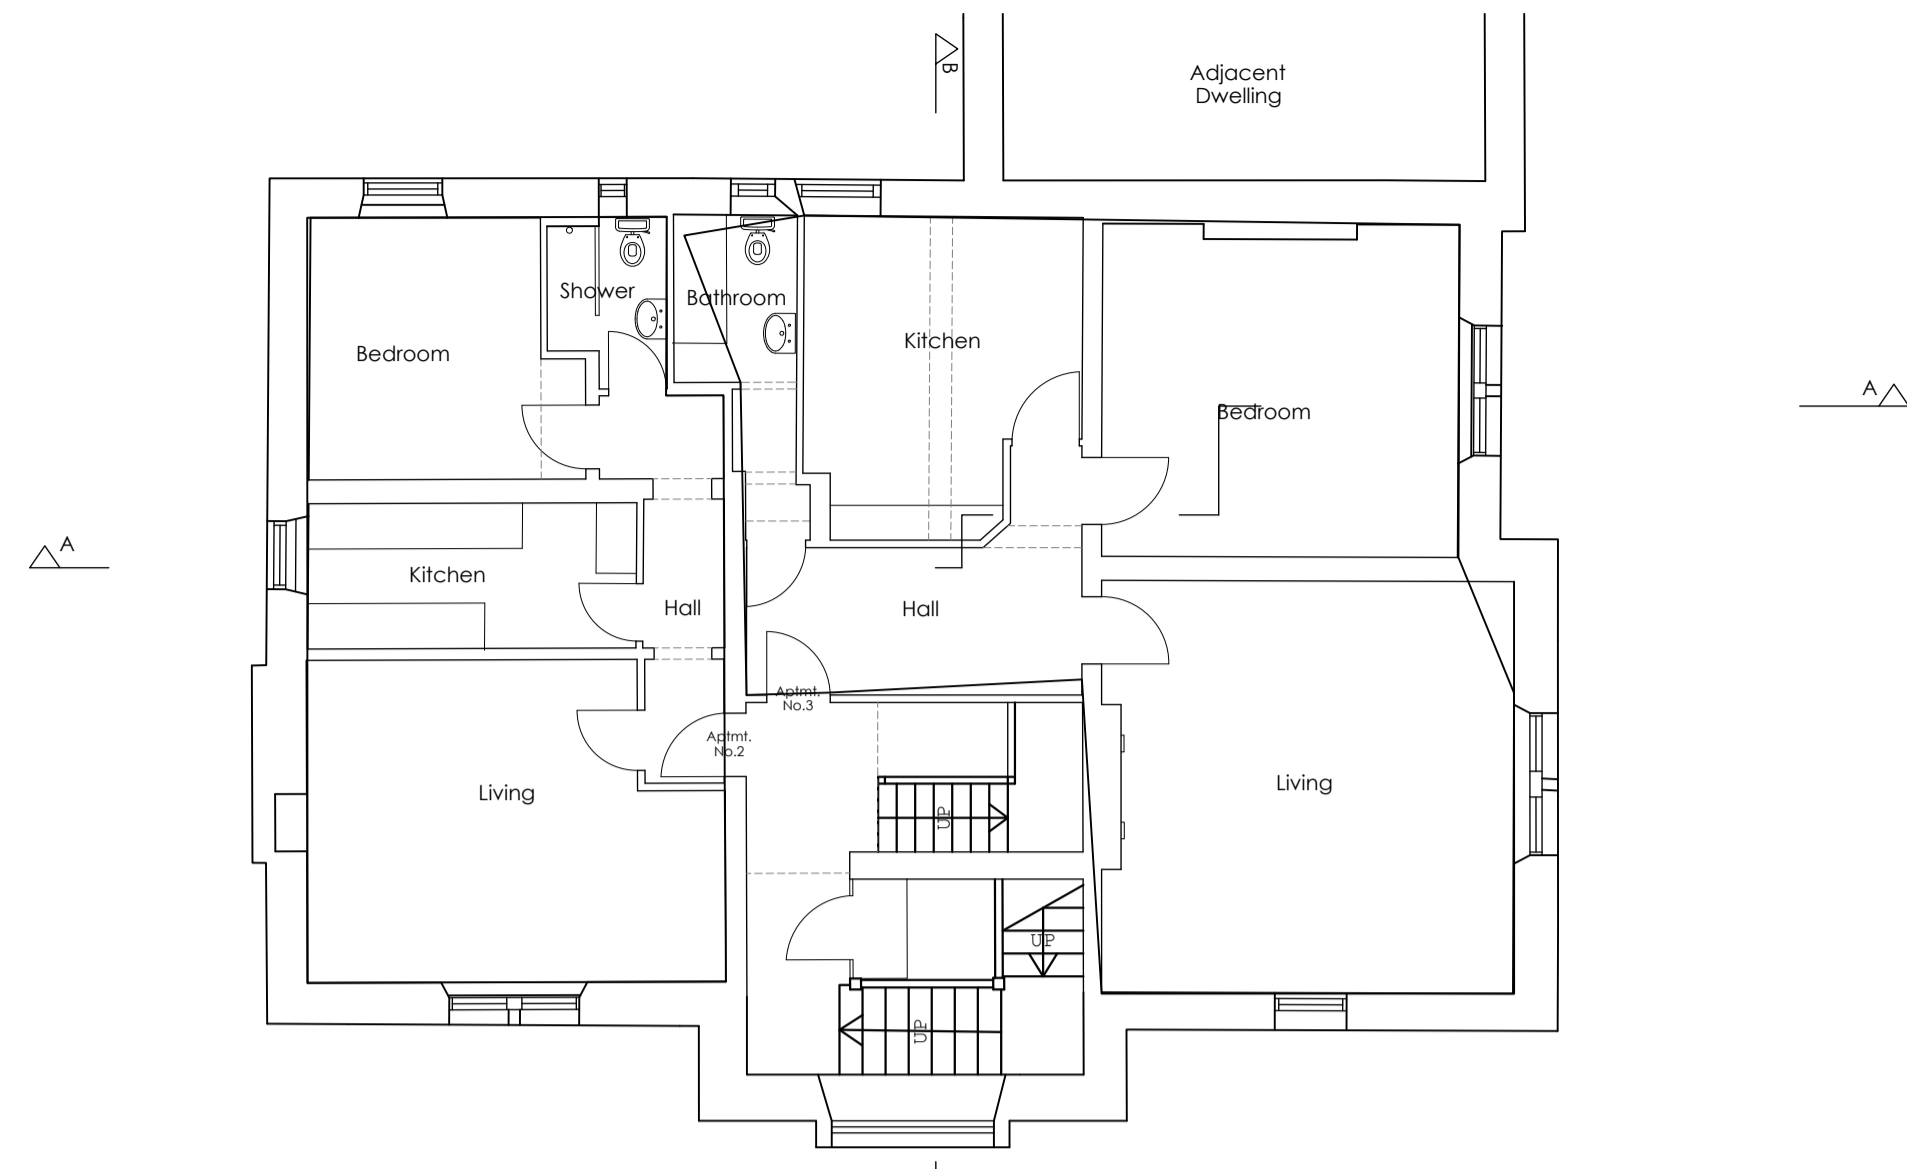 B
Adjacent
Dwelling
Shower
Bathroom
Kitchen
Bedroom
A
Bedroom
A
Kitchen
Hall
Hall
Aptmt.
No.3
Aptmt.
No.2
Living
Living
UP
UP
UP